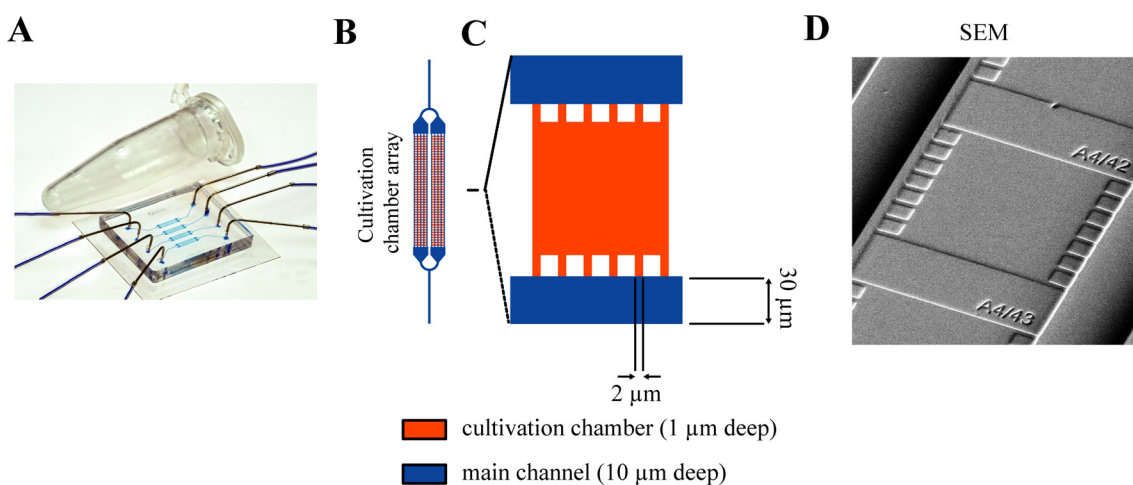 A
B
C
D
SEM
Cultivation
chamber array
30 µm
2 µm
A4/42
A4/43
cultivation chamber (1 µm deep)
main channel (10 µm deep)